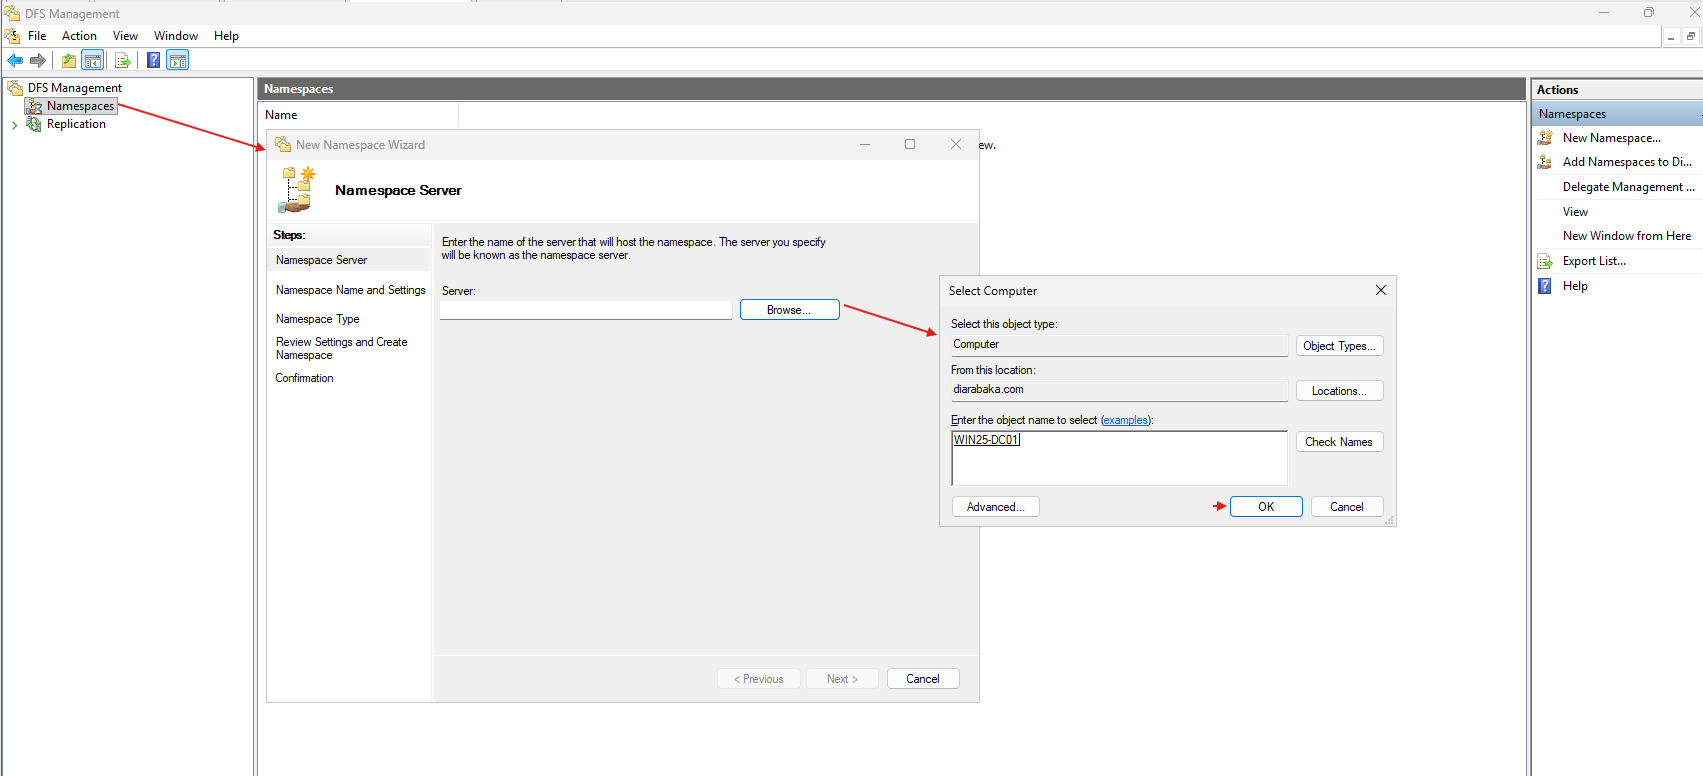 DFS Management
File Action View Window Help
DFS Management
Namespaces
Replication
Namespaces
Name
ew.
New Namespace Wizard
Namespace Server
Steps:
Namespace Server
Namespace Name and Settings
Namespace Type
Review Settings and Create
Namespace
Confirmation
Enter the name of the server that will host the namespace. The server you specify
will be known as the namespace server.
Server:
Browse...
< Previous
Next >
Cancel
Select Computer
Select this object type:
Computer
Object Types...
From this location:
diarabaka.com
Locations...
Enter the object name to select (examples):
WIN25-DC01
Check Names
Advanced...
OK
Cancel
Actions
Namespaces
New Namespace...
Add Namespaces to Di...
Delegate Management ...
View
New Window from Here
Export List...
Help